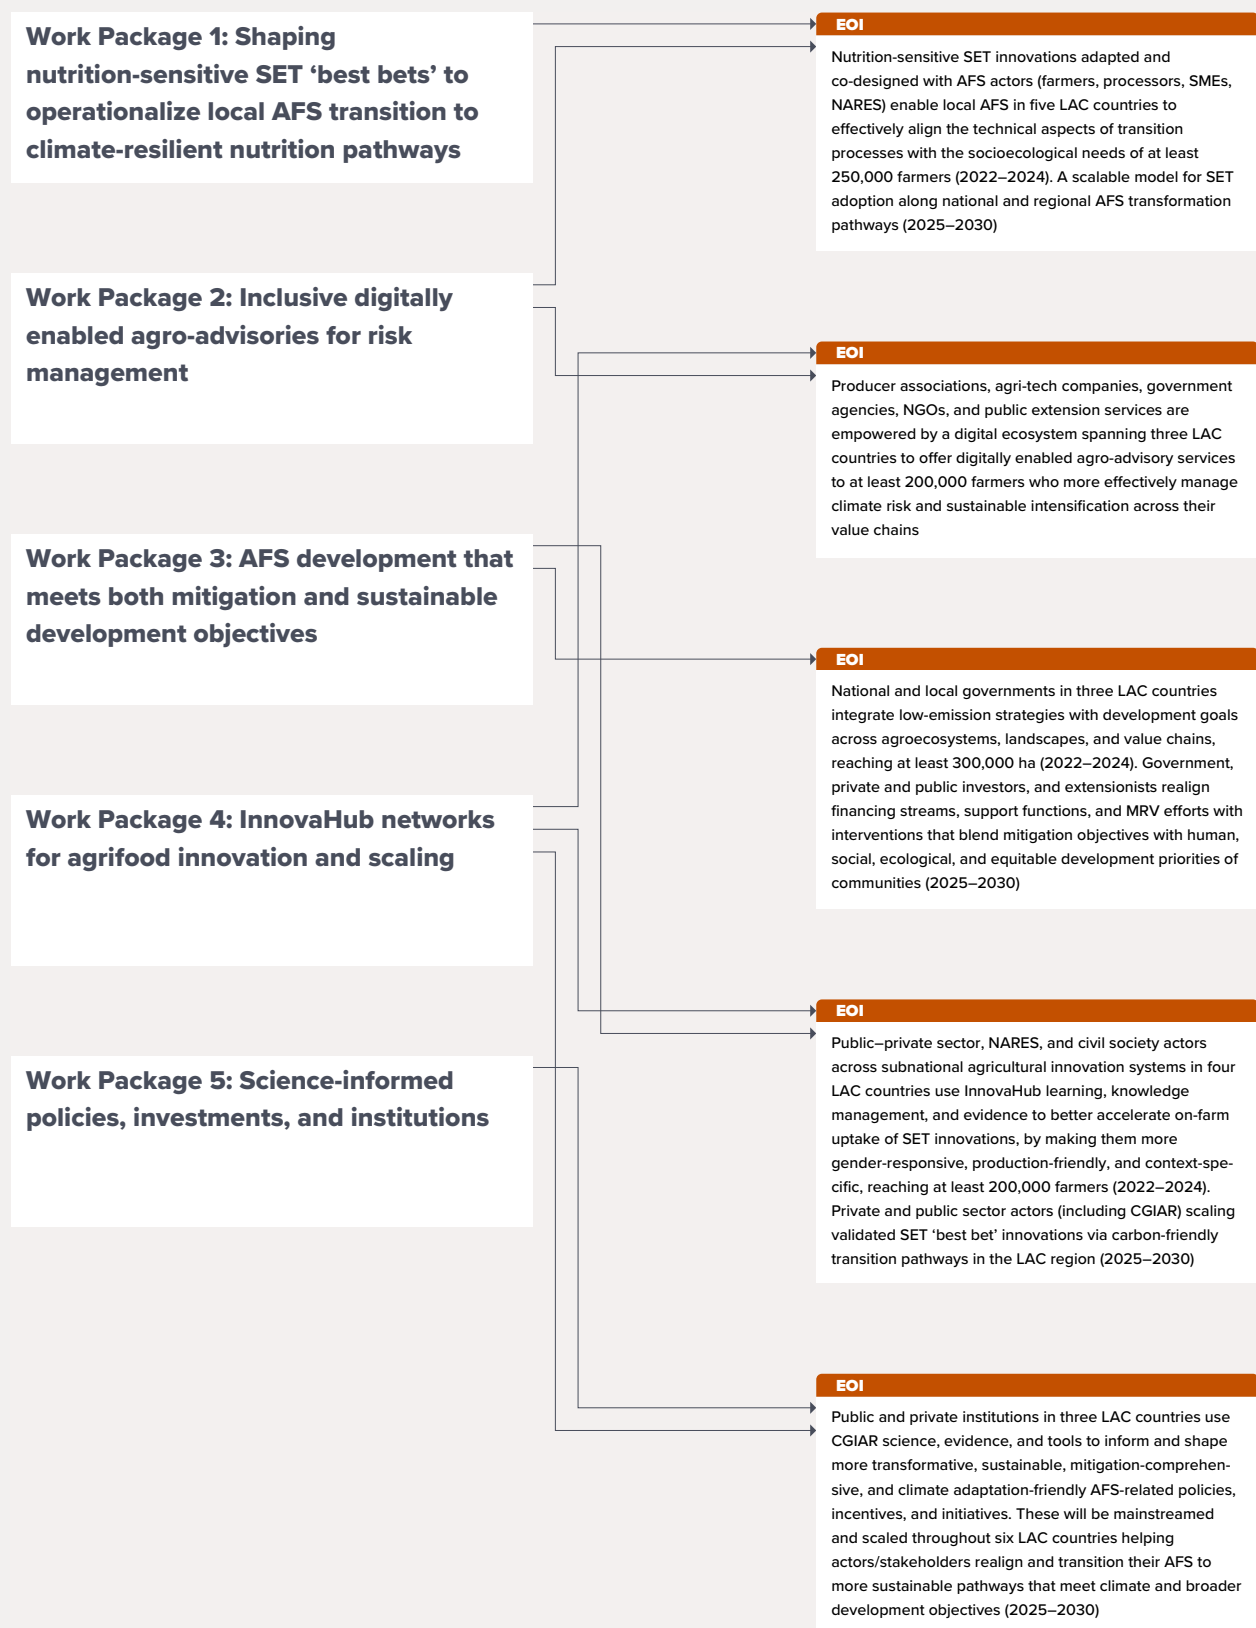 Work Package 1: Shaping
nutrition-sensitive SET ‘best bets’ to
operationalize local AFS transition to
climate-resilient nutrition pathways
Work Package 2: Inclusive digitally
enabled agro-advisories for risk
management
Work Package 3: AFS development that
meets both mitigation and sustainable
development objectives
Work Package 4: InnovaHub networks
for agrifood innovation and scaling
Work Package 5: Science-informed
policies, investments, and institutions
EOI
Nutrition-sensitive SET innovations adapted and
co-designed with AFS actors (farmers, processors, SMEs,
NARES) enable local AFS in five LAC countries to
effectively align the technical aspects of transition
processes with the socioecological needs of at least
250,000 farmers (2022–2024). A scalable model for SET
adoption along national and regional AFS transformation
pathways (2025–2030)
EOI
Producer associations, agri-tech companies, government
agencies, NGOs, and public extension services are
empowered by a digital ecosystem spanning three LAC
countries to offer digitally enabled agro-advisory services
to at least 200,000 farmers who more effectively manage
climate risk and sustainable intensification across their
value chains
EOI
National and local governments in three LAC countries
integrate low-emission strategies with development goals
across agroecosystems, landscapes, and value chains,
reaching at least 300,000 ha (2022–2024). Government,
private and public investors, and extensionists realign
financing streams, support functions, and MRV efforts with
interventions that blend mitigation objectives with human,
social, ecological, and equitable development priorities of
communities (2025–2030)
EOI
Public–private sector, NARES, and civil society actors
across subnational agricultural innovation systems in four
LAC countries use InnovaHub learning, knowledge
management, and evidence to better accelerate on-farm
uptake of SET innovations, by making them more
gender-responsive, production-friendly, and context-spe-
cific, reaching at least 200,000 farmers (2022–2024).
Private and public sector actors (including CGIAR) scaling
validated SET ‘best bet’ innovations via carbon-friendly
transition pathways in the LAC region (2025–2030)
EOI
Public and private institutions in three LAC countries use
CGIAR science, evidence, and tools to inform and shape
more transformative, sustainable, mitigation-comprehen-
sive, and climate adaptation-friendly AFS-related policies,
incentives, and initiatives. These will be mainstreamed
and scaled throughout six LAC countries helping
actors/stakeholders realign and transition their AFS to
more sustainable pathways that meet climate and broader
development objectives (2025–2030)